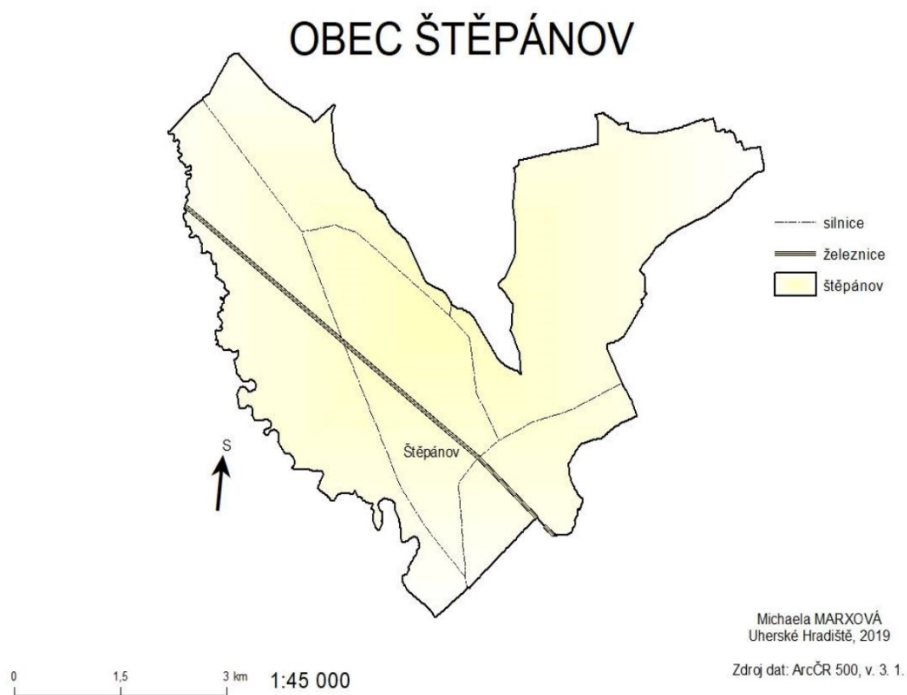 OBEC ŠTĚPÁNOV
silnice
železnice
štěpánov
Štěpánov
S
Michaela MARXOVÁ
Uherské Hradiště, 2019
Zdroj dat: ArcČR 500, v. 3. 1.
0 1,5 3 km 1:45 000